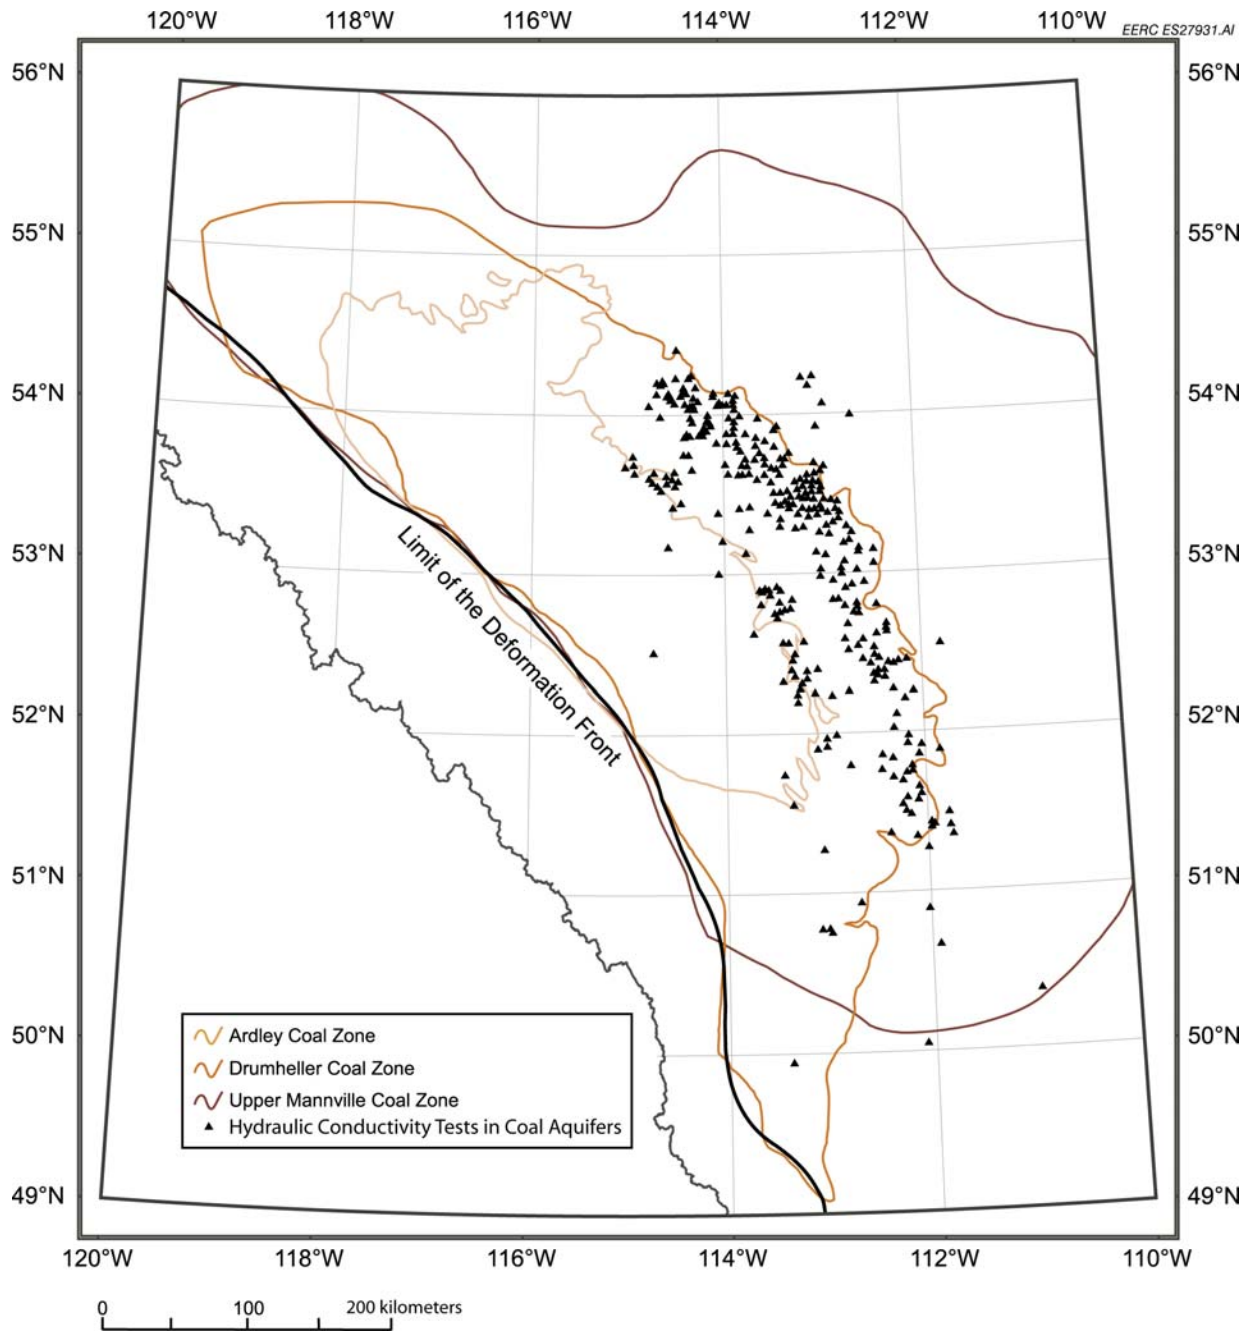 120°W 118°W 116°W 114°W 112°W 110°W
EERC ES27931.AI
56°N 56°N
55°N 55°N
54°N 54°N
53°N 53°N
Limit of the Deformation Front
52°N 52°N
51°N 51°N
50°N 50°N
Ardley Coal Zone
Drumheller Coal Zone
Upper Mannville Coal Zone
Hydraulic Conductivity Tests in Coal Aquifers
49°N 49°N
120°W 118°W 116°W 114°W 112°W 110°W
0 100 200 kilometers